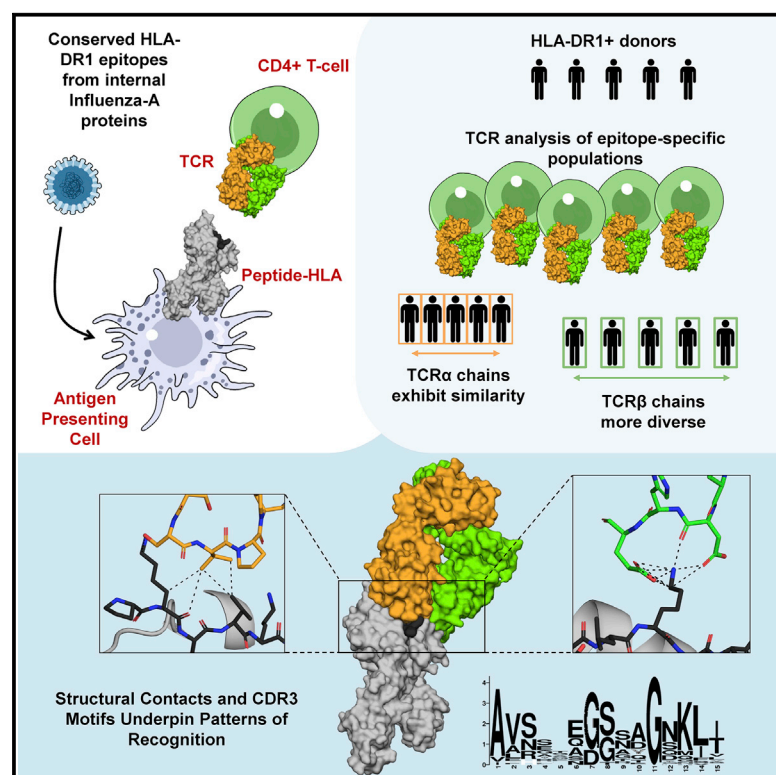 Conserved HLA-
DR1 epitopes
from internal
Influenza-A
proteins
CD4+ T-cell
TCR
Peptide-HLA
Antigen
Presenting
Cell
HLA-DR1+ donors
TCR analysis of epitope-specific
populations
TCRα chains
exhibit similarity
TCRβ chains
more diverse
Structural Contacts and CDR3
Motifs Underpin Patterns of
Recognition